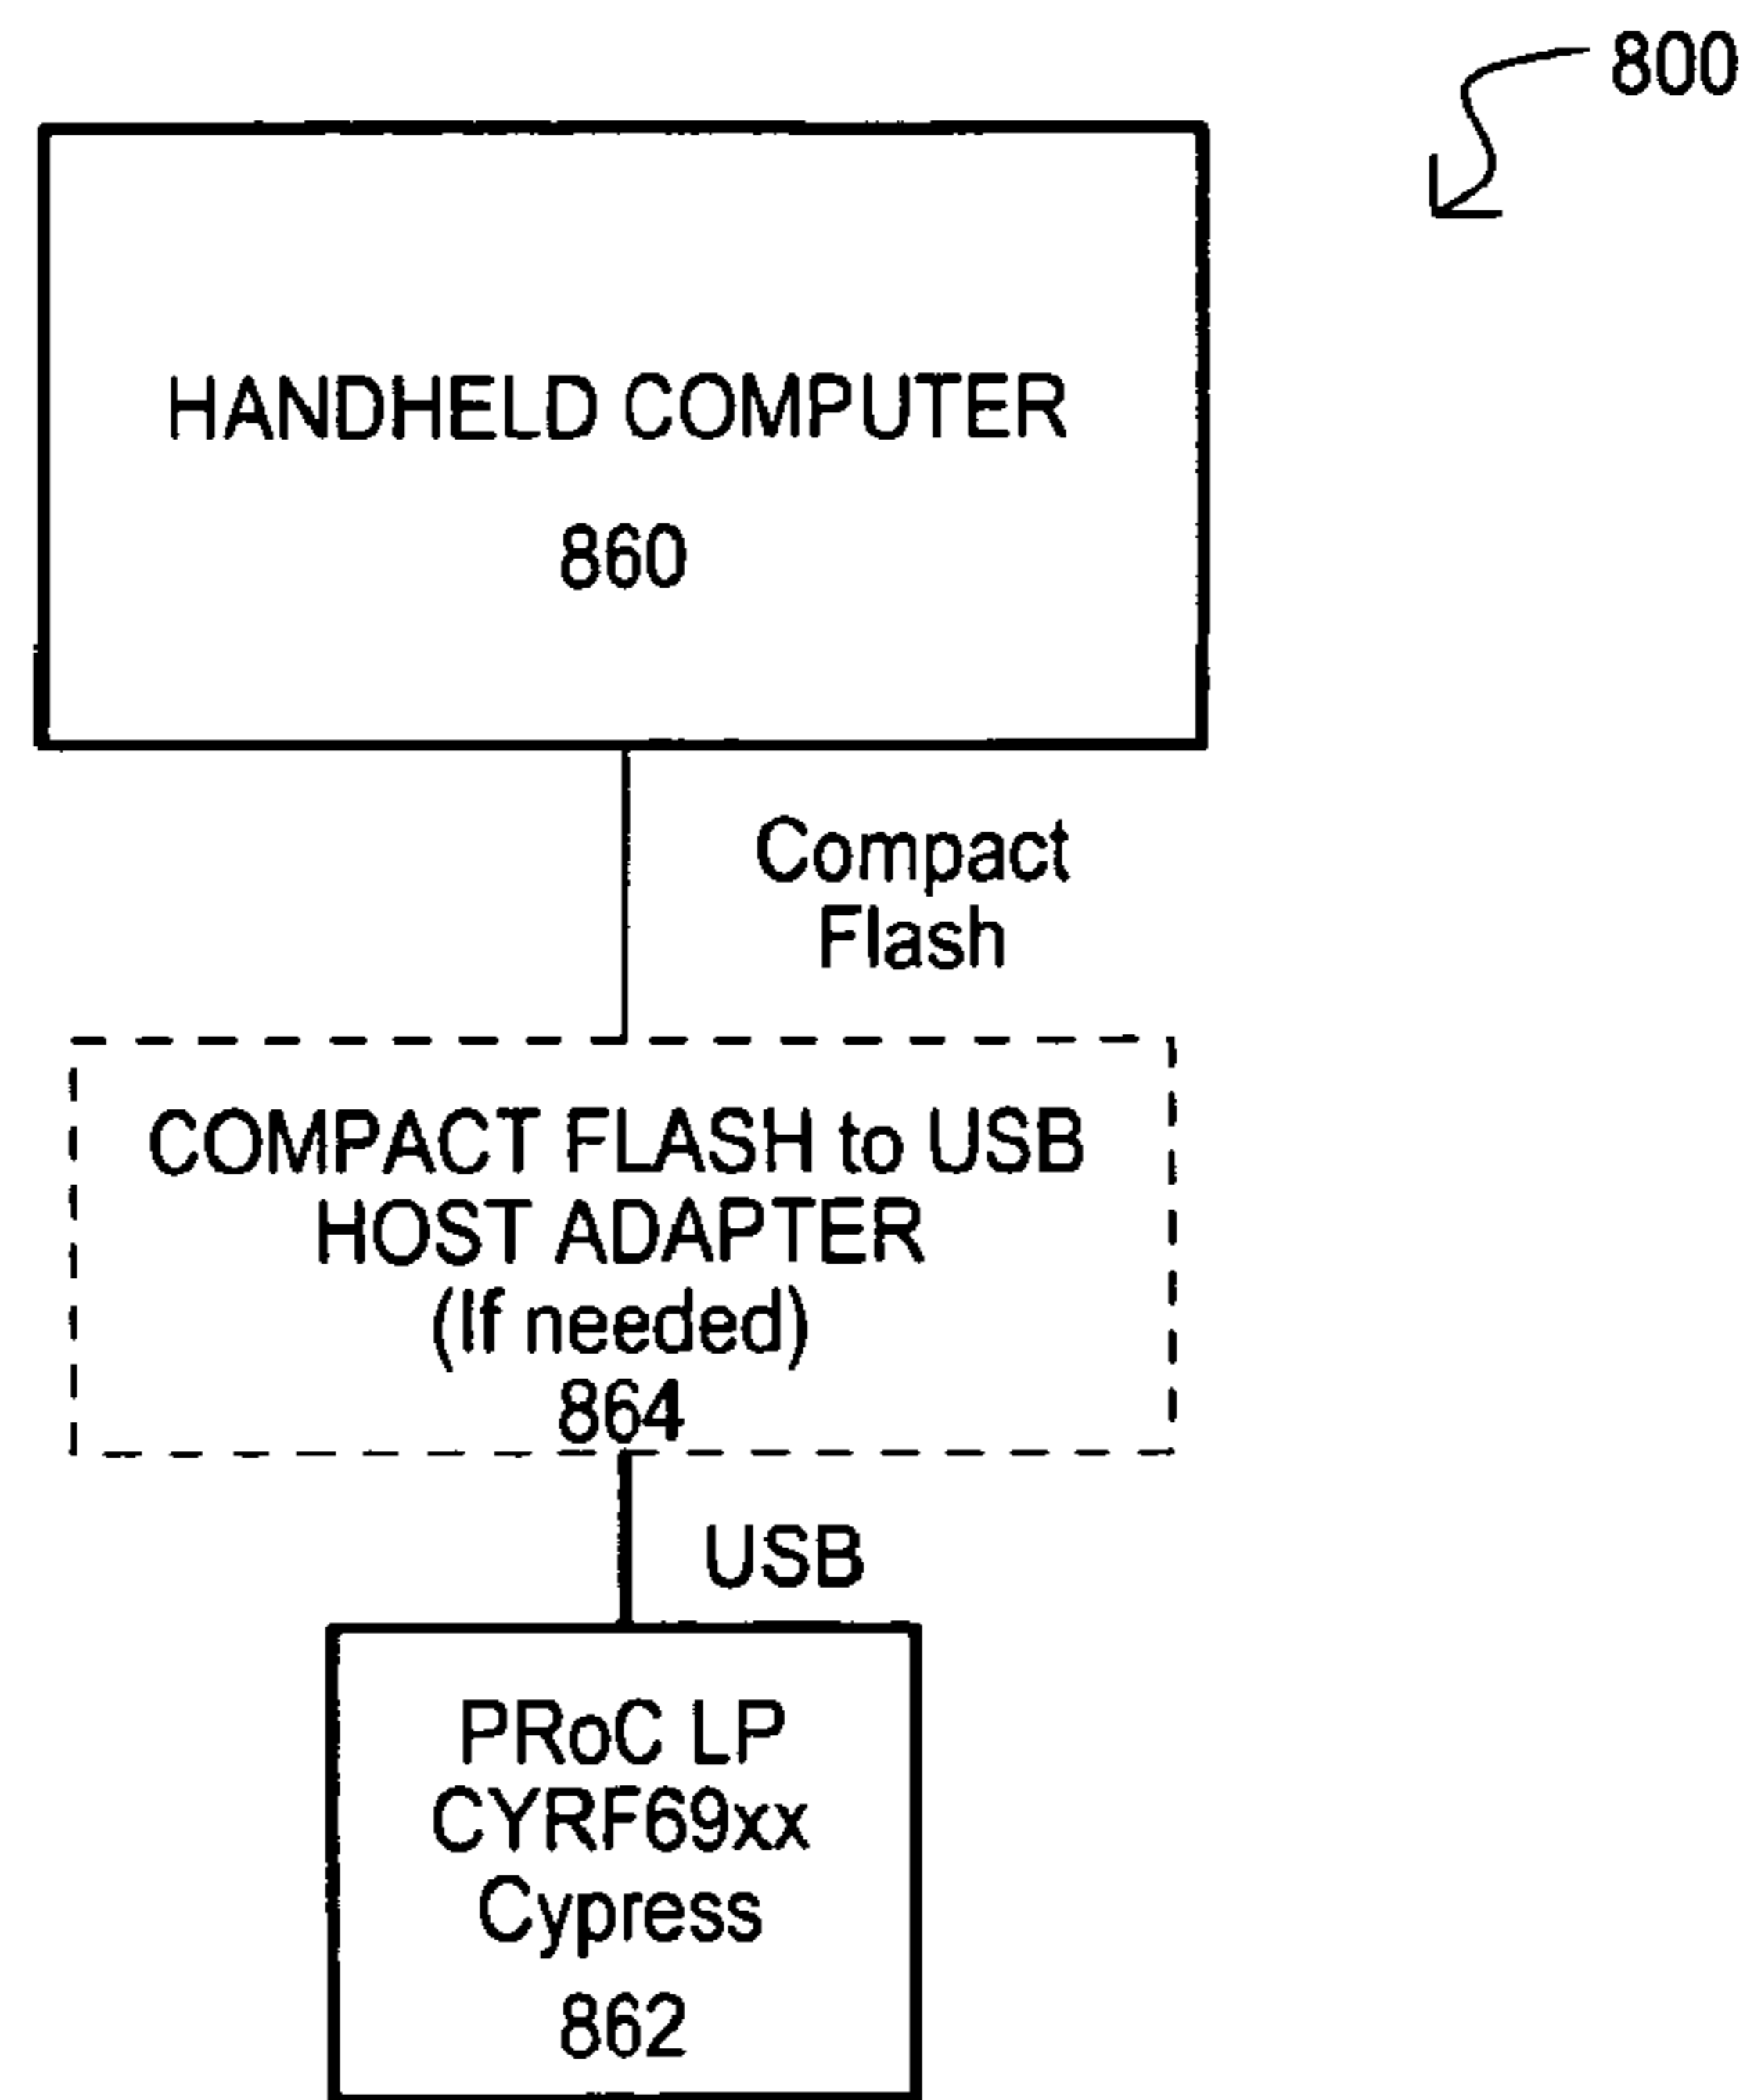 800
HANDHELD COMPUTER
860
Compact
Flash
COMPACT FLASH to USB
HOST ADAPTER
(If needed)
864
USB
PRoC LP
CYRF69xx
Cypress
862